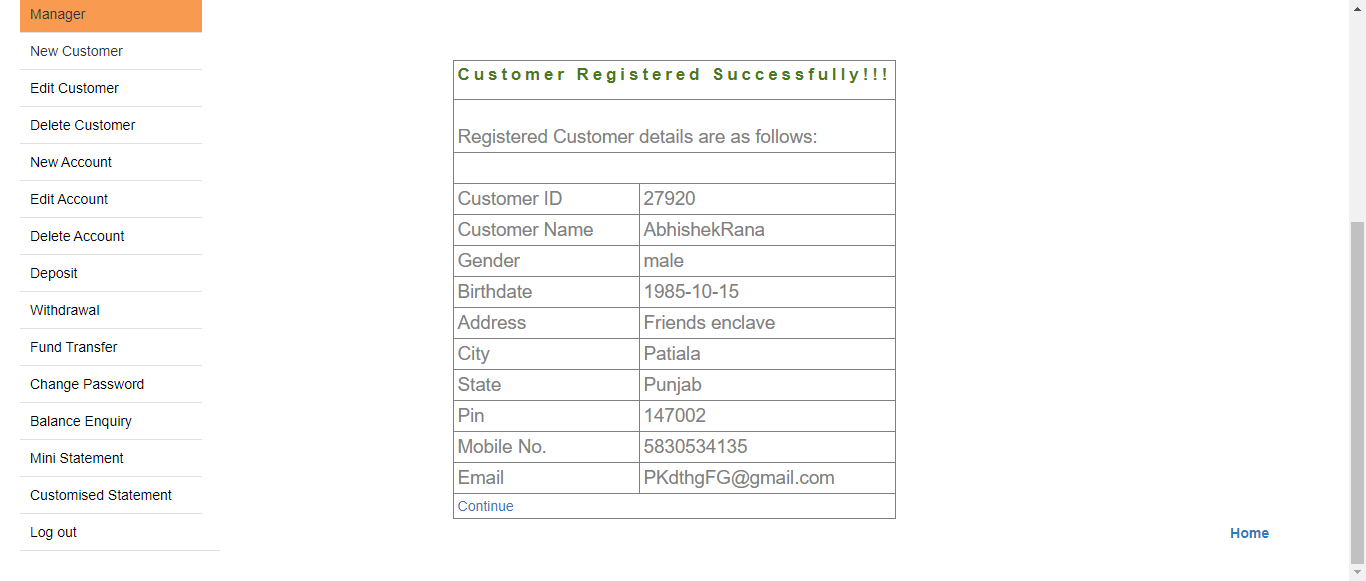 Manager
New Customer
Edit Customer
Delete Customer
New Account
Edit Account
Delete Account
Deposit
Withdrawal
Fund Transfer
Change Password
Balance Enquiry
Mini Statement
Customised Statement
Log out
Customer Registered Successfully!!!
Registered Customer details are as follows:
Customer ID 27920
Customer Name AbhishekRana
Gender male
Birthdate 1985-10-15
Address Friends enclave
City Patiala
State Punjab
Pin 147002
Mobile No. 5830534135
Email PKdthgFG@gmail.com
Continue
Home